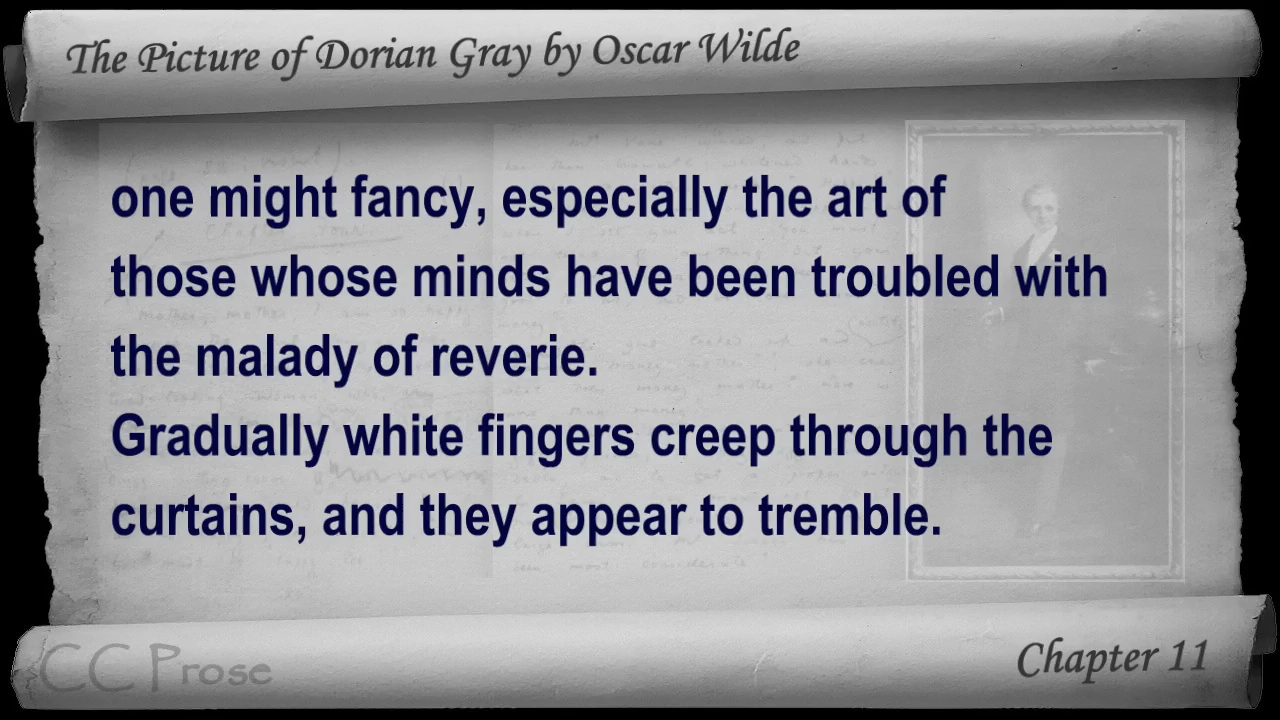 The Picture of Dorian Gray by Oscar Wilde
one might fancy, especially the art of
those whose minds have been troubled with
the malady of reverie.
Gradually white fingers creep through the
curtains, and they appear to tremble.
CC Prose
Chapter 11